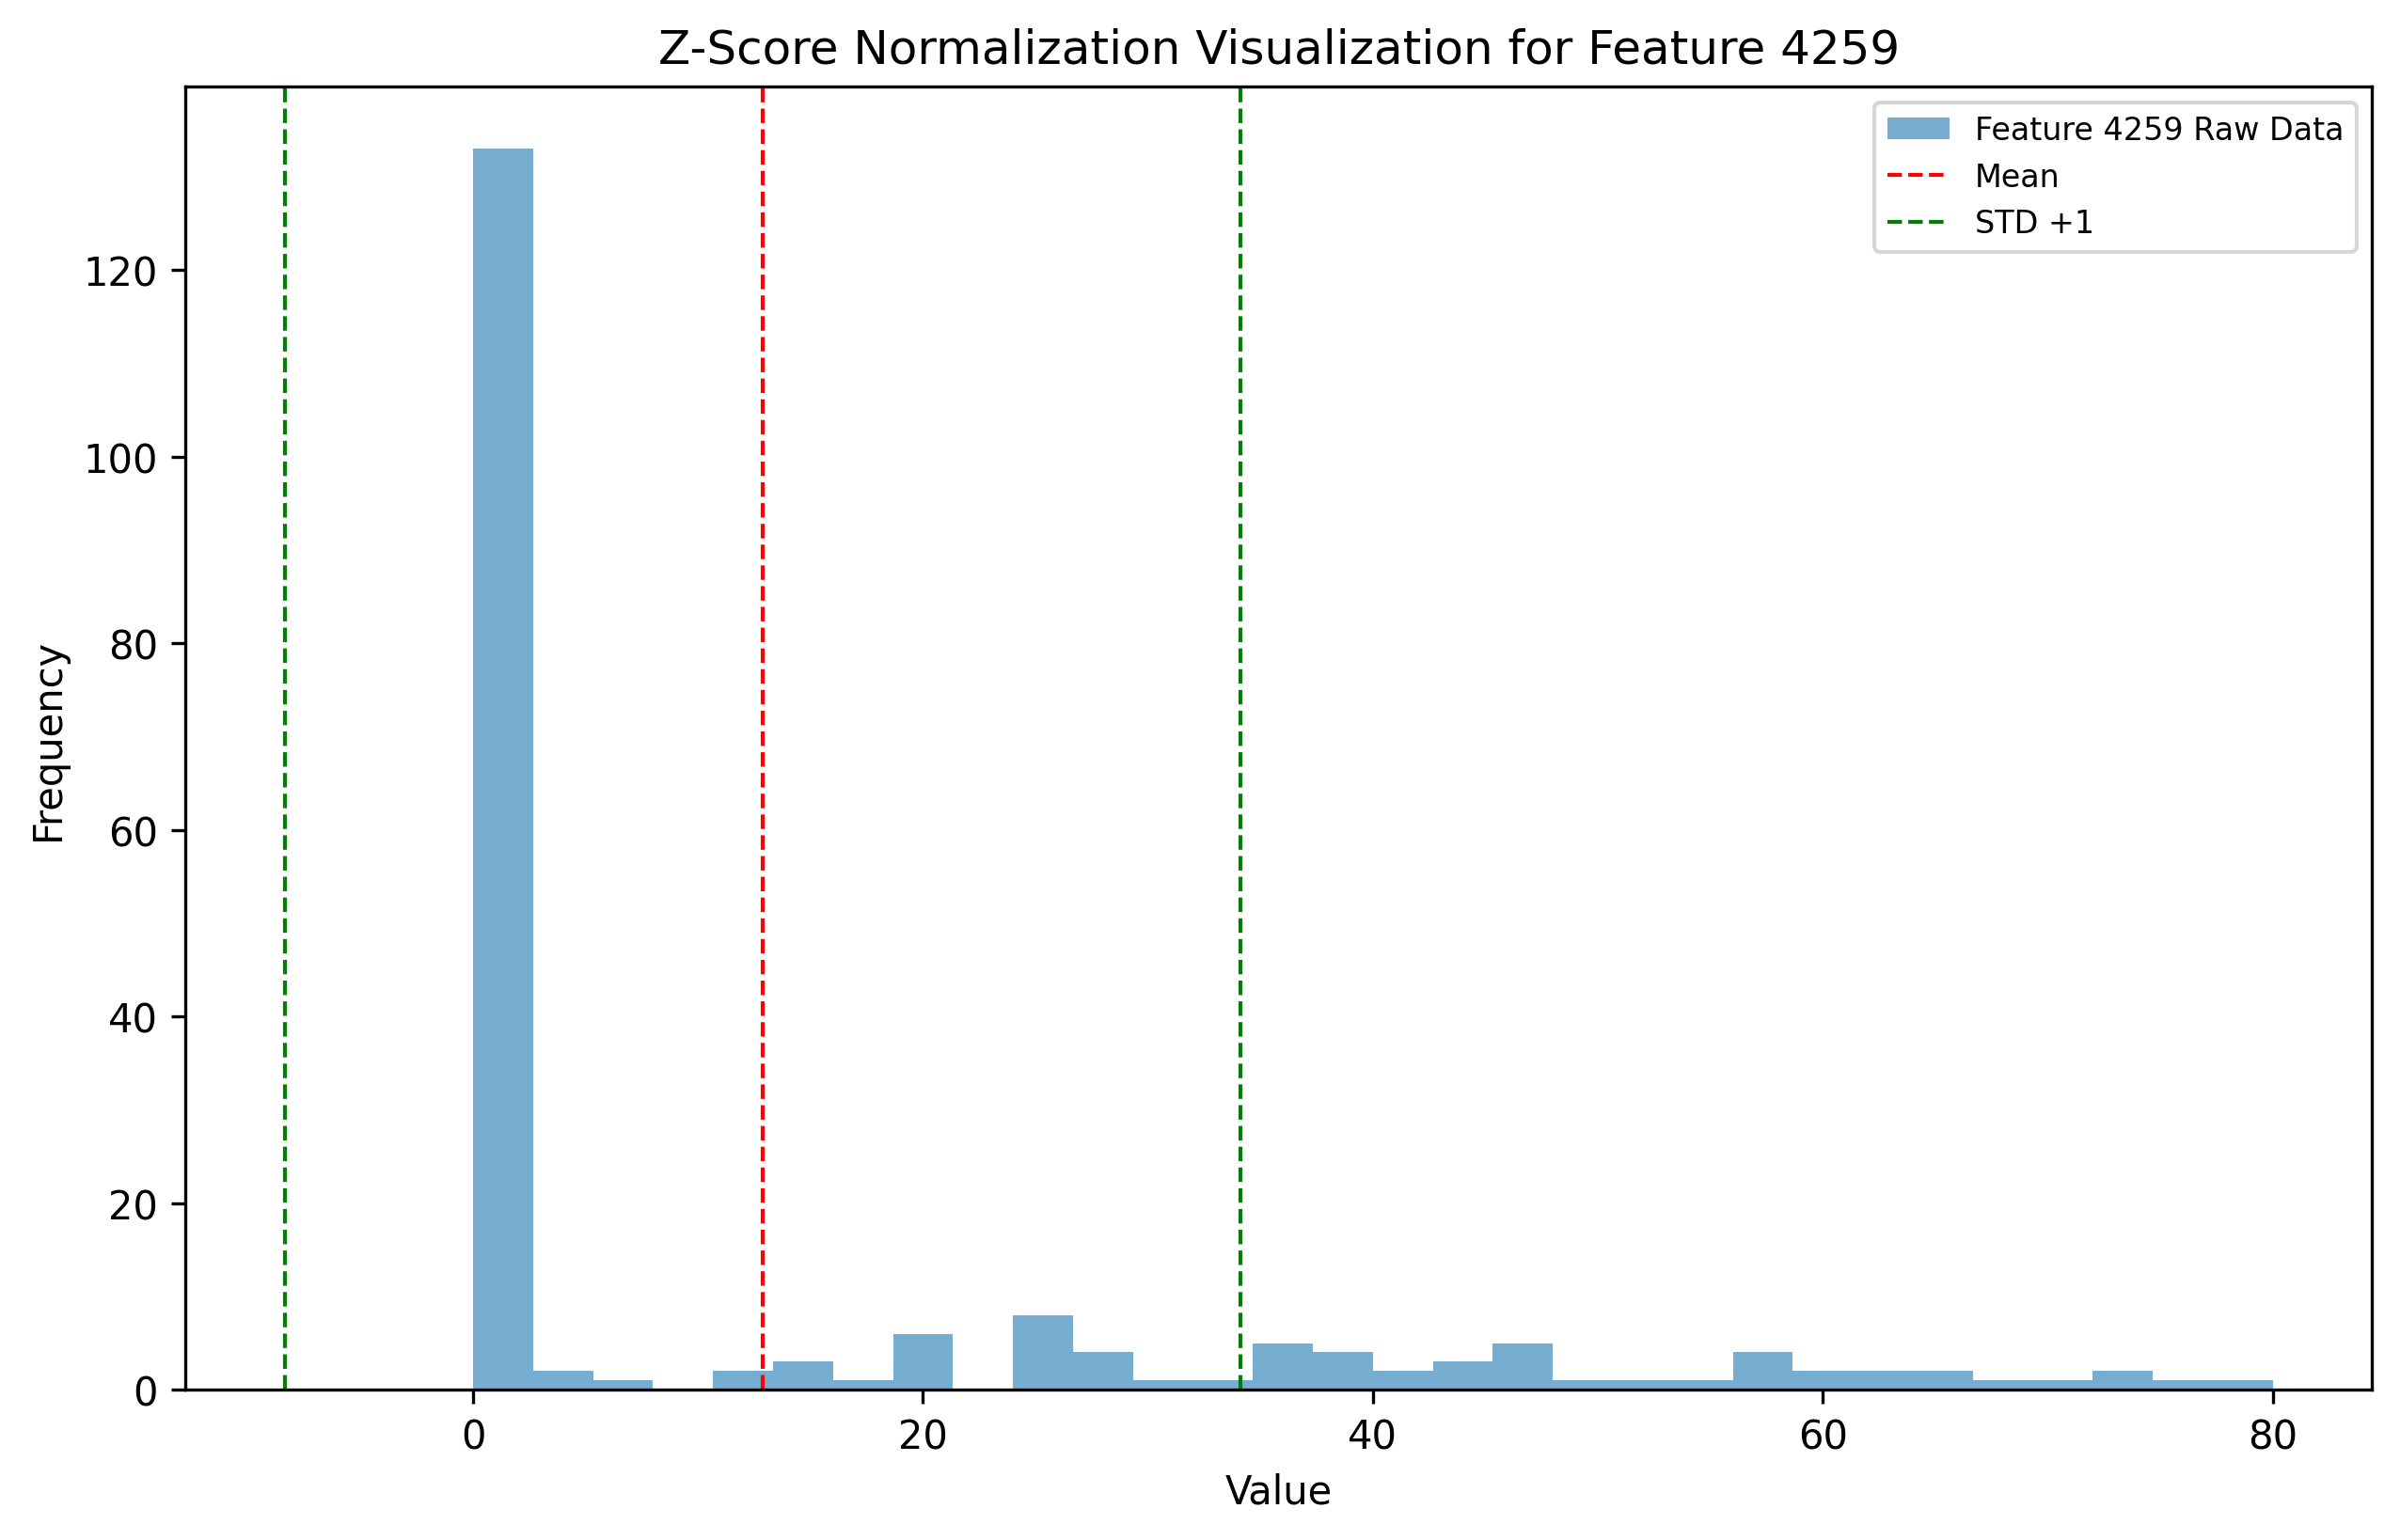 Z-Score Normalization Visualization for Feature 4259
Feature 4259 Raw Data
Mean
STD +1
Frequency
120
100
80
60
40
20
0
0 20 40 60 80
Value